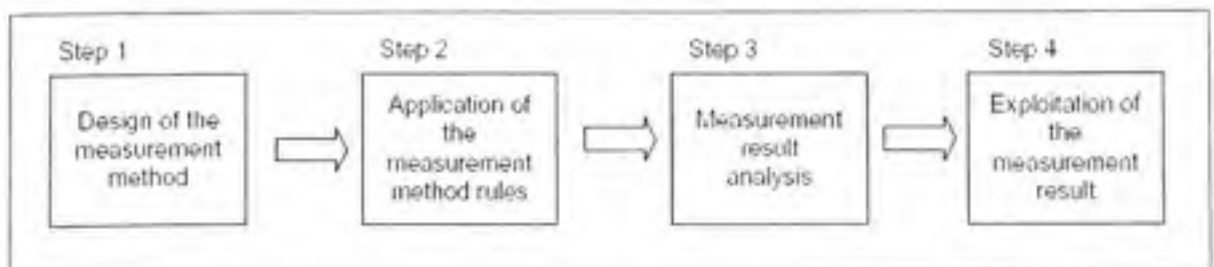 Step 1
Design of the
measurement
method
Step 2
Application of
the
measurement
method rules
Step 3
Measurement
result
analysis
Step 4
Exploitation of
the
measurement
result